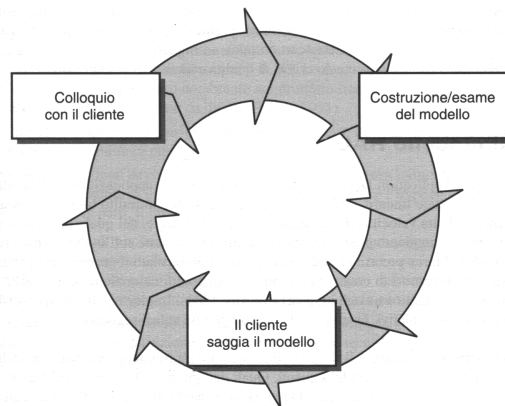 Colloquio
con il cliente
Costruzione/esame
del modello
Il cliente
saggia il modello